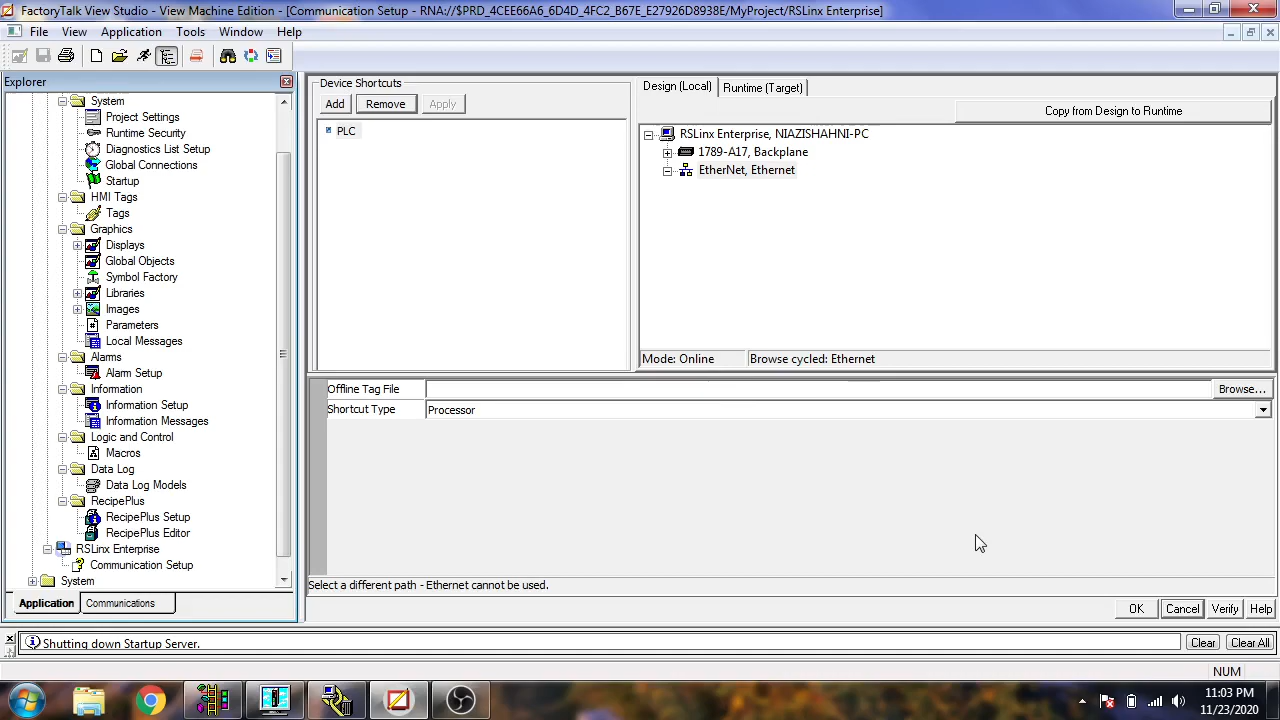 FactoryTalk View Studio - View Machine Edition - [Communication Setup - RNA://$PRD_4CEE66A6_6D4D_4FC2_B67E_E27926D89B8E/MyProject/RSLinx Enterprise]
File View Application Tools Window Help
Explorer
System
Project Settings
Runtime Security
Diagnostics List Setup
Global Connections
Startup
HMI Tags
Tags
Graphics
Displays
Global Objects
Symbol Factory
Libraries
Images
Parameters
Local Messages
Alarms
Alarm Setup
Information
Information Setup
Information Messages
Logic and Control
Macros
Data Log
Data Log Models
RecipePlus
RecipePlus Setup
RecipePlus Editor
RSLinx Enterprise
Communication Setup
System
Application Communications
Device Shortcuts
Add Remove Apply
PLC
Design (Local) Runtime (Target)
Copy from Design to Runtime
RSLinx Enterprise, NIAZISHAHNI-PC
1789-A17, Backplane
EtherNet, Ethernet
Mode: Online Browse cycled: Ethernet
Offline Tag File Browse...
Shortcut Type Processor
Select a different path - Ethernet cannot be used.
OK Cancel Verify Help
Shutting down Startup Server. Clear Clear All
NUM
11:03 PM
11/23/2020